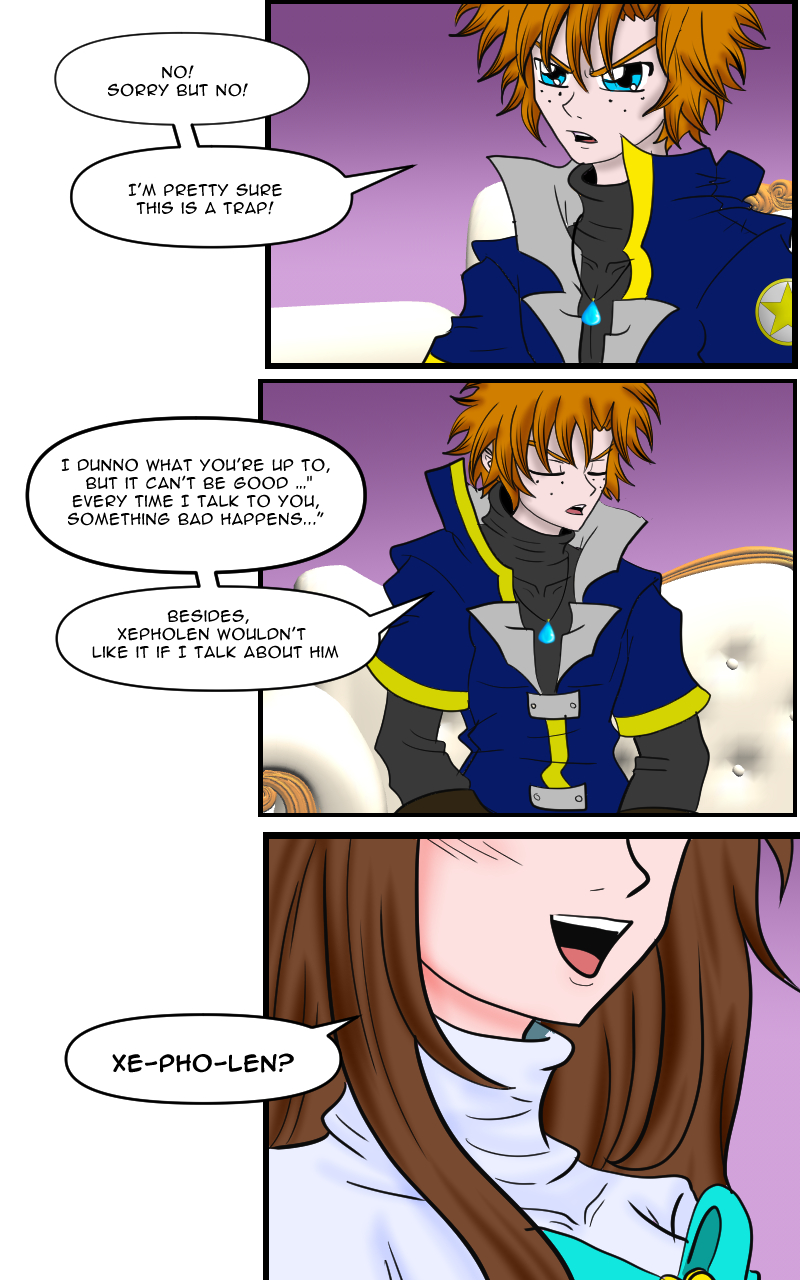 NO!
SORRY BUT NO!
I'M PRETTY SURE
THIS IS A TRAP!
I DUNNO WHAT YOU'RE UP TO,
BUT IT CAN'T BE GOOD ..."
EVERY TIME I TALK TO YOU,
SOMETHING BAD HAPPENS..."
BESIDES,
XEPHOLEN WOULDN'T
LIKE IT IF I TALK ABOUT HIM
XE-PHO-LEN?